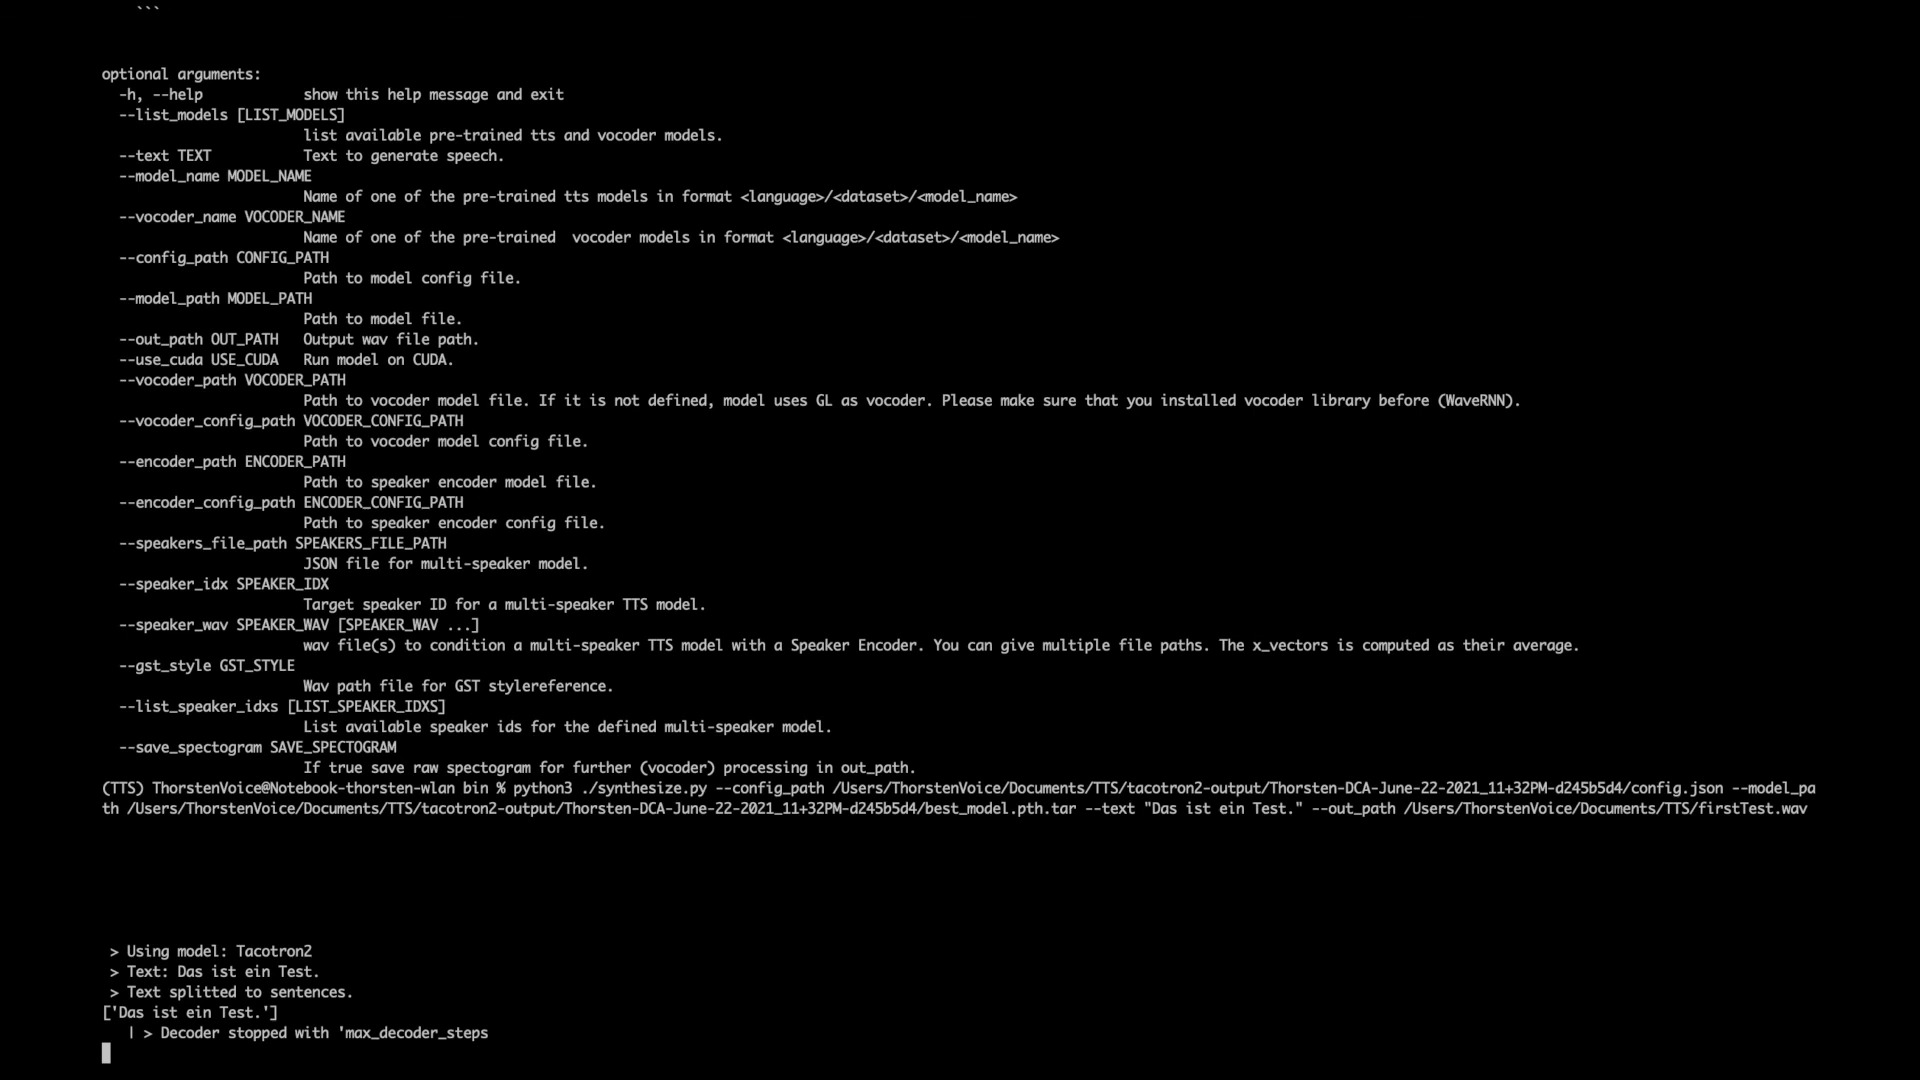 ```
optional arguments:
-h, --help show this help message and exit
--list_models [LIST_MODELS]
list available pre-trained tts and vocoder models.
--text TEXT Text to generate speech.
--model_name MODEL_NAME
Name of one of the pre-trained tts models in format <language>/<dataset>/<model_name>
--vocoder_name VOCODER_NAME
Name of one of the pre-trained  vocoder models in format <language>/<dataset>/<model_name>
--config_path CONFIG_PATH
Path to model config file.
--model_path MODEL_PATH
Path to model file.
--out_path OUT_PATH Output wav file path.
--use_cuda USE_CUDA Run model on CUDA.
--vocoder_path VOCODER_PATH
Path to vocoder model file. If it is not defined, model uses GL as vocoder. Please make sure that you installed vocoder library before (WaveRNN).
--vocoder_config_path VOCODER_CONFIG_PATH
Path to vocoder model config file.
--encoder_path ENCODER_PATH
Path to speaker encoder model file.
--encoder_config_path ENCODER_CONFIG_PATH
Path to speaker encoder config file.
--speakers_file_path SPEAKERS_FILE_PATH
JSON file for multi-speaker model.
--speaker_idx SPEAKER_IDX
Target speaker ID for a multi-speaker TTS model.
--speaker_wav SPEAKER_WAV [SPEAKER_WAV ...]
wav file(s) to condition a multi-speaker TTS model with a Speaker Encoder. You can give multiple file paths. The x_vectors is computed as their average.
--gst_style GST_STYLE
Wav path file for GST stylereference.
--list_speaker_idxs [LIST_SPEAKER_IDXS]
List available speaker ids for the defined multi-speaker model.
--save_spectogram SAVE_SPECTOGRAM
If true save raw spectogram for further (vocoder) processing in out_path.
(TTS) ThorstenVoice@Notebook-thorsten-wlan bin % python3 ./synthesize.py --config_path /Users/ThorstenVoice/Documents/TTS/tacotron2-output/Thorsten-DCA-June-22-2021_11+32PM-d245b5d4/config.json --model_pa
th /Users/ThorstenVoice/Documents/TTS/tacotron2-output/Thorsten-DCA-June-22-2021_11+32PM-d245b5d4/best_model.pth.tar --text "Das ist ein Test." --out_path /Users/ThorstenVoice/Documents/TTS/firstTest.wav
> Using model: Tacotron2
> Text: Das ist ein Test.
> Text splitted to sentences.
['Das ist ein Test.']
| > Decoder stopped with 'max_decoder_steps